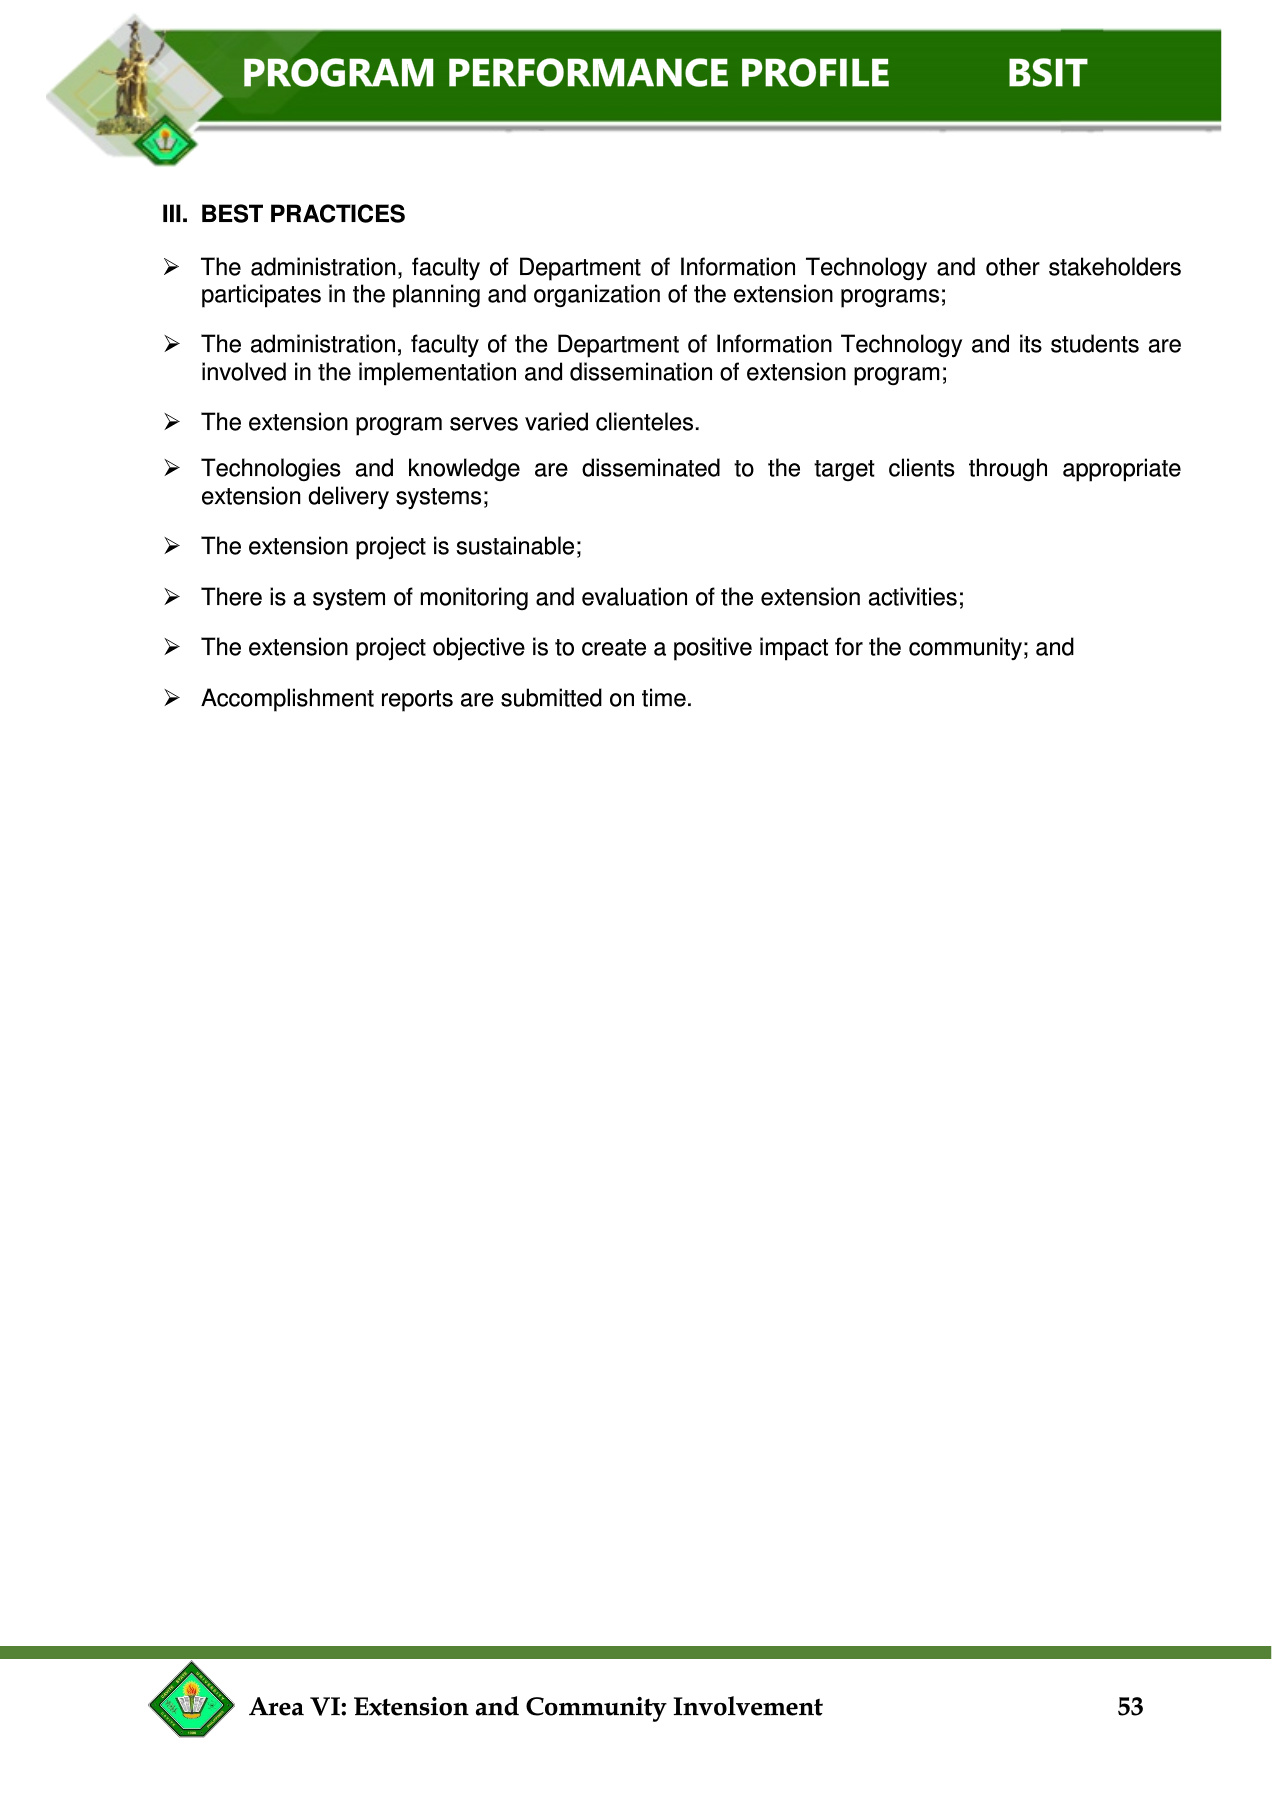 PROGRAM PERFORMANCE PROFILE BSIT
III. BEST PRACTICES
➢ The administration, faculty of Department of Information Technology and other stakeholders
participates in the planning and organization of the extension programs;
➢ The administration, faculty of the Department of Information Technology and its students are
involved in the implementation and dissemination of extension program;
➢ The extension program serves varied clienteles.
➢ Technologies and knowledge are disseminated to the target clients through appropriate
extension delivery systems;
➢ The extension project is sustainable;
➢ There is a system of monitoring and evaluation of the extension activities;
➢ The extension project objective is to create a positive impact for the community; and
➢ Accomplishment reports are submitted on time.
Area VI: Extension and Community Involvement 53